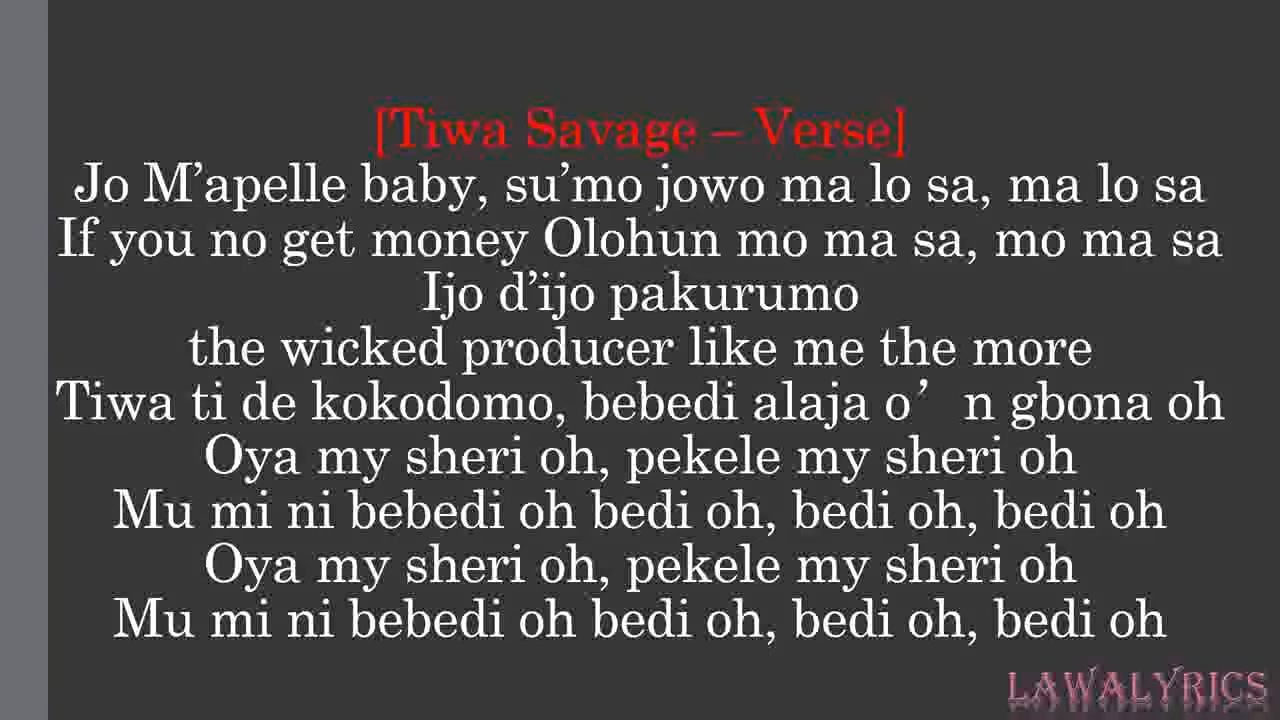 [Tiwa Savage – Verse]
Jo M’apelle baby, su’mo jowo ma lo sa, ma lo sa
If you no get money Olohun mo ma sa, mo ma sa
Ijo d’ijo pakurumo
the wicked producer like me the more
Tiwa ti de kokodomo, bebedi alaja o’ n gbona oh
Oya my sheri oh, pekele my sheri oh
Mu mi ni bebedi oh bedi oh, bedi oh, bedi oh
Oya my sheri oh, pekele my sheri oh
Mu mi ni bebedi oh bedi oh, bedi oh, bedi oh
LAWALYRICS